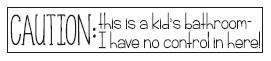 CAUTION: this is a kid's bathroom-
I have no control in here!